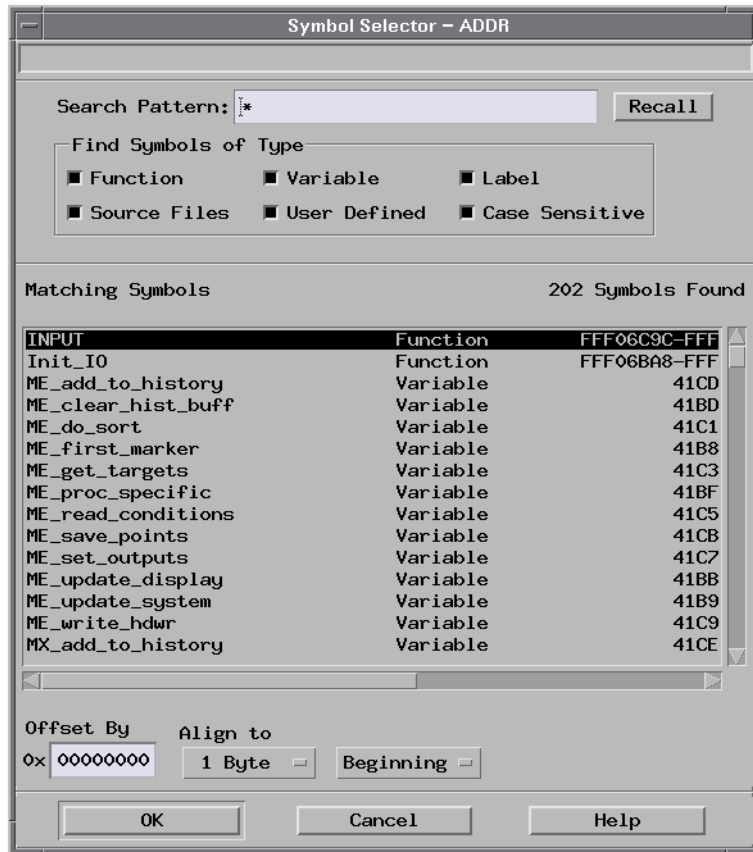 Symbol Selector – ADDR
Search Pattern: *
Recall
Find Symbols of Type
Function Variable Label
Source Files User Defined Case Sensitive
Matching Symbols 202 Symbols Found
INPUT Function FFF06C9C-FFF
Init_IO Function FFF06BA8-FFF
ME_add_to_history Variable 41CD
ME_clear_hist_buff Variable 41BD
ME_do_sort Variable 41C1
ME_first_marker Variable 41B8
ME_get_targets Variable 41C3
ME_proc_specific Variable 41BF
ME_read_conditions Variable 41C5
ME_save_points Variable 41CB
ME_set_outputs Variable 41C7
ME_update_display Variable 41BB
ME_update_system Variable 41B9
ME_write_hdwr Variable 41C9
MX_add_to_history Variable 41CE
Offset By Align to
0x 00000000 1 Byte Beginning
OK Cancel Help